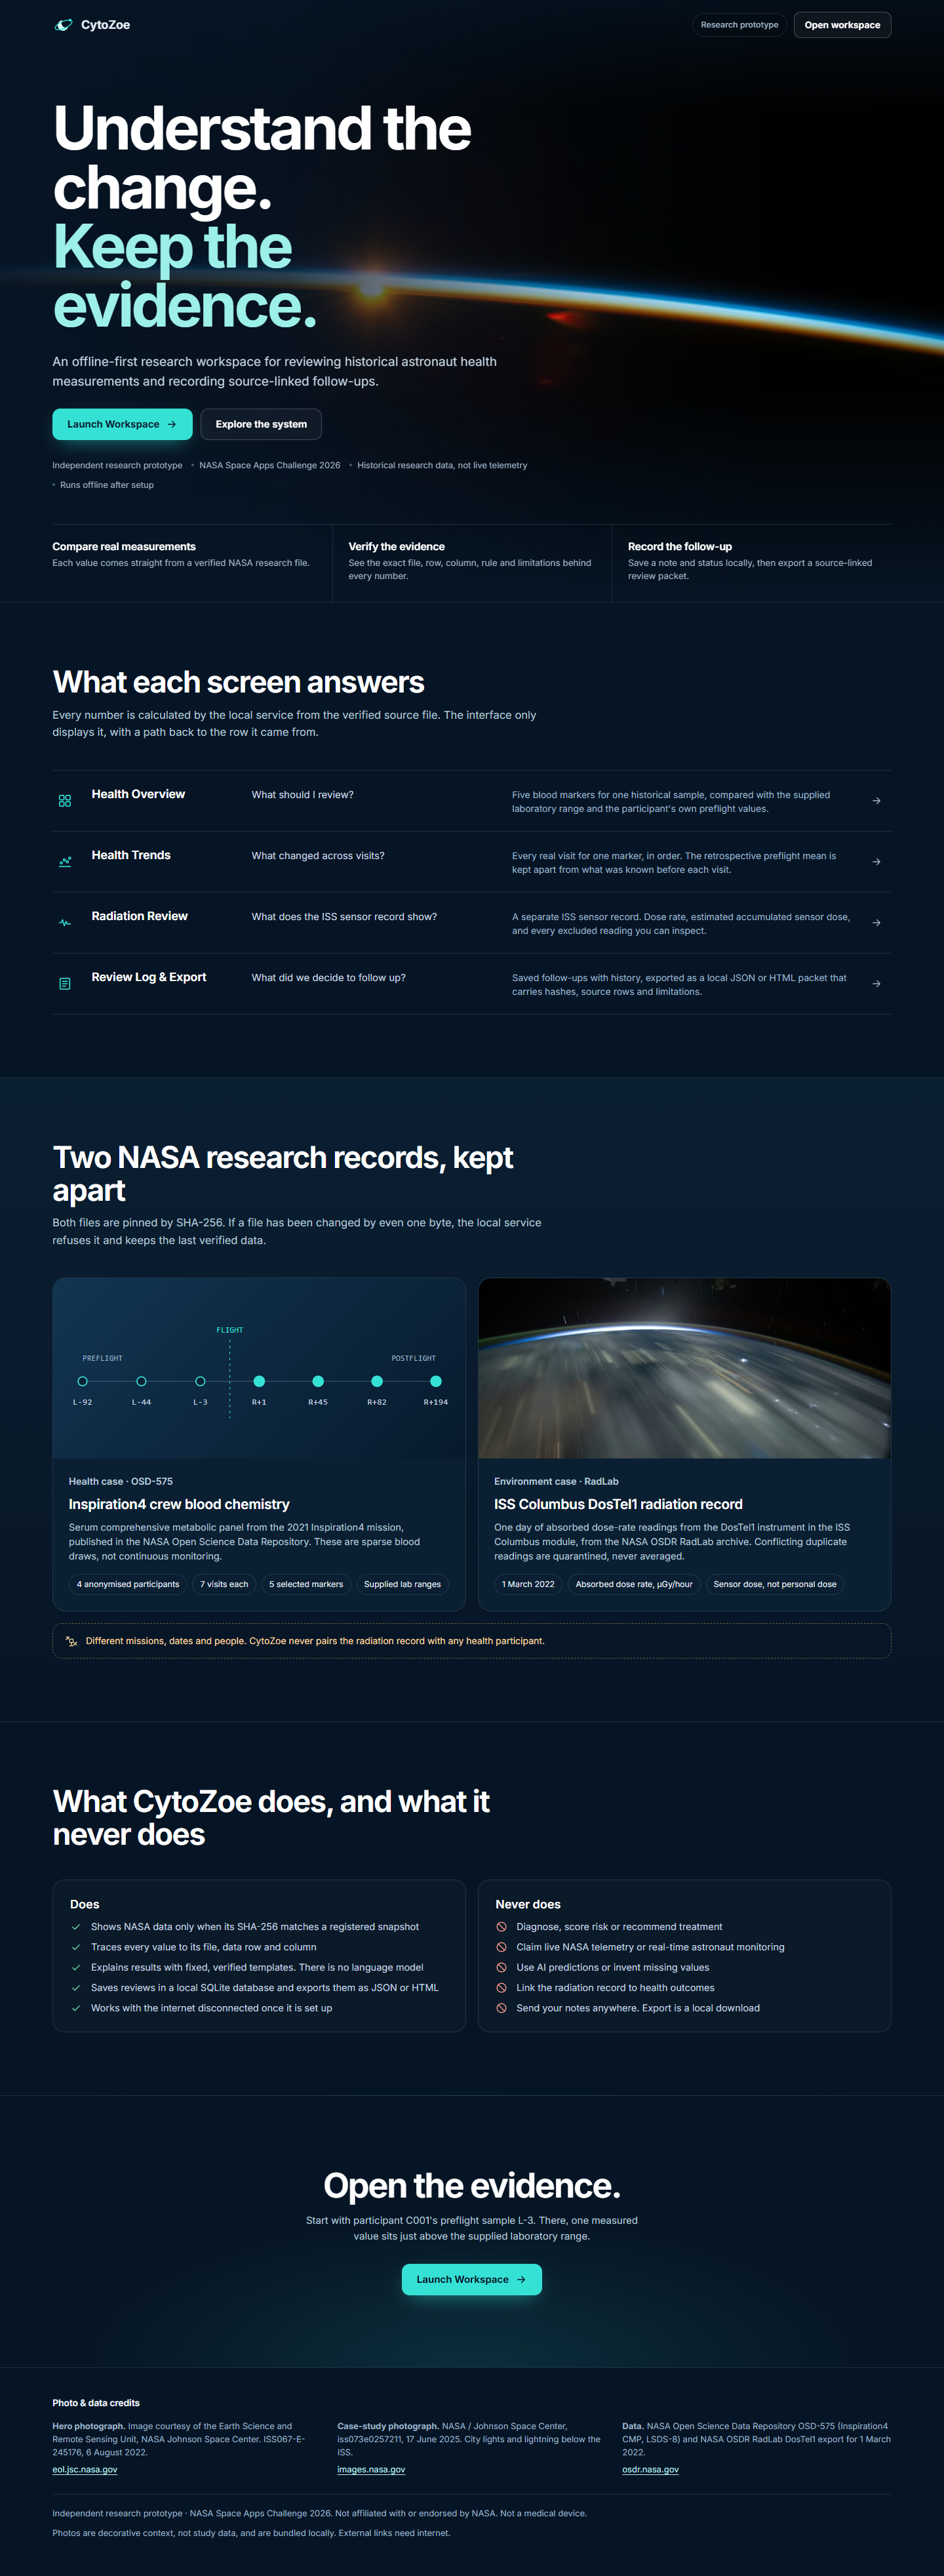 CytoZoe
Research prototype
Open workspace
Understand the
change.
Keep the
evidence.
An offline-first research workspace for reviewing historical astronaut health
measurements and recording source-linked follow-ups.
Launch Workspace →
Explore the system
Independent research prototype • NASA Space Apps Challenge 2026 • Historical research data, not live telemetry
• Runs offline after setup
Compare real measurements
Each value comes straight from a verified NASA research file.
Verify the evidence
See the exact file, row, column, rule and limitations behind
every number.
Record the follow-up
Save a note and status locally, then export a source-linked
review packet.
What each screen answers
Every number is calculated by the local service from the verified source file. The interface only
displays it, with a path back to the row it came from.
Health Overview
What should I review?
Five blood markers for one historical sample, compared with the supplied
laboratory range and the participant's own preflight values.
→
Health Trends
What changed across visits?
Every real visit for one marker, in order. The retrospective preflight mean is
kept apart from what was known before each visit.
→
Radiation Review
What does the ISS sensor record show?
A separate ISS sensor record. Dose rate, estimated accumulated sensor dose,
and every excluded reading you can inspect.
→
Review Log & Export
What did we decide to follow up?
Saved follow-ups with history, exported as a local JSON or HTML packet that
carries hashes, source rows and limitations.
→
Two NASA research records, kept
apart
Both files are pinned by SHA-256. If a file has been changed by even one byte, the local service
refuses it and keeps the last verified data.
FLIGHT
PREFLIGHT
POSTFLIGHT
L-92 L-44 L-3 R+1 R+45 R+82 R+194
Health case · OSD-575
Inspiration4 crew blood chemistry
Serum comprehensive metabolic panel from the 2021 Inspiration4 mission,
published in the NASA Open Science Data Repository. These are sparse blood
draws, not continuous monitoring.
4 anonymised participants
7 visits each
5 selected markers
Supplied lab ranges
Environment case · RadLab
ISS Columbus DosTel1 radiation record
One day of absorbed dose-rate readings from the DosTel1 instrument in the ISS
Columbus module, from the NASA OSDR RadLab archive. Conflicting duplicate
readings are quarantined, never averaged.
1 March 2022
Absorbed dose rate, µGy/hour
Sensor dose, not personal dose
Different missions, dates and people. CytoZoe never pairs the radiation record with any health participant.
What CytoZoe does, and what it
never does
Does
Shows NASA data only when its SHA-256 matches a registered snapshot
Traces every value to its file, data row and column
Explains results with fixed, verified templates. There is no language model
Saves reviews in a local SQLite database and exports them as JSON or HTML
Works with the internet disconnected once it is set up
Never does
Diagnose, score risk or recommend treatment
Claim live NASA telemetry or real-time astronaut monitoring
Use AI predictions or invent missing values
Link the radiation record to health outcomes
Send your notes anywhere. Export is a local download
Open the evidence.
Start with participant C001's preflight sample L-3. There, one measured
value sits just above the supplied laboratory range.
Launch Workspace →
Photo & data credits
Hero photograph. Image courtesy of the Earth Science and
Remote Sensing Unit, NASA Johnson Space Center. ISS067-E-
245176, 6 August 2022.
eol.jsc.nasa.gov
Case-study photograph. NASA / Johnson Space Center,
iss073e0257211, 17 June 2025. City lights and lightning below the
ISS.
images.nasa.gov
Data. NASA Open Science Data Repository OSD-575 (Inspiration4
CMP, LSDS-8) and NASA OSDR RadLab DosTel1 export for 1 March
2022.
osdr.nasa.gov
Independent research prototype · NASA Space Apps Challenge 2026. Not affiliated with or endorsed by NASA. Not a medical device.
Photos are decorative context, not study data, and are bundled locally. External links need internet.